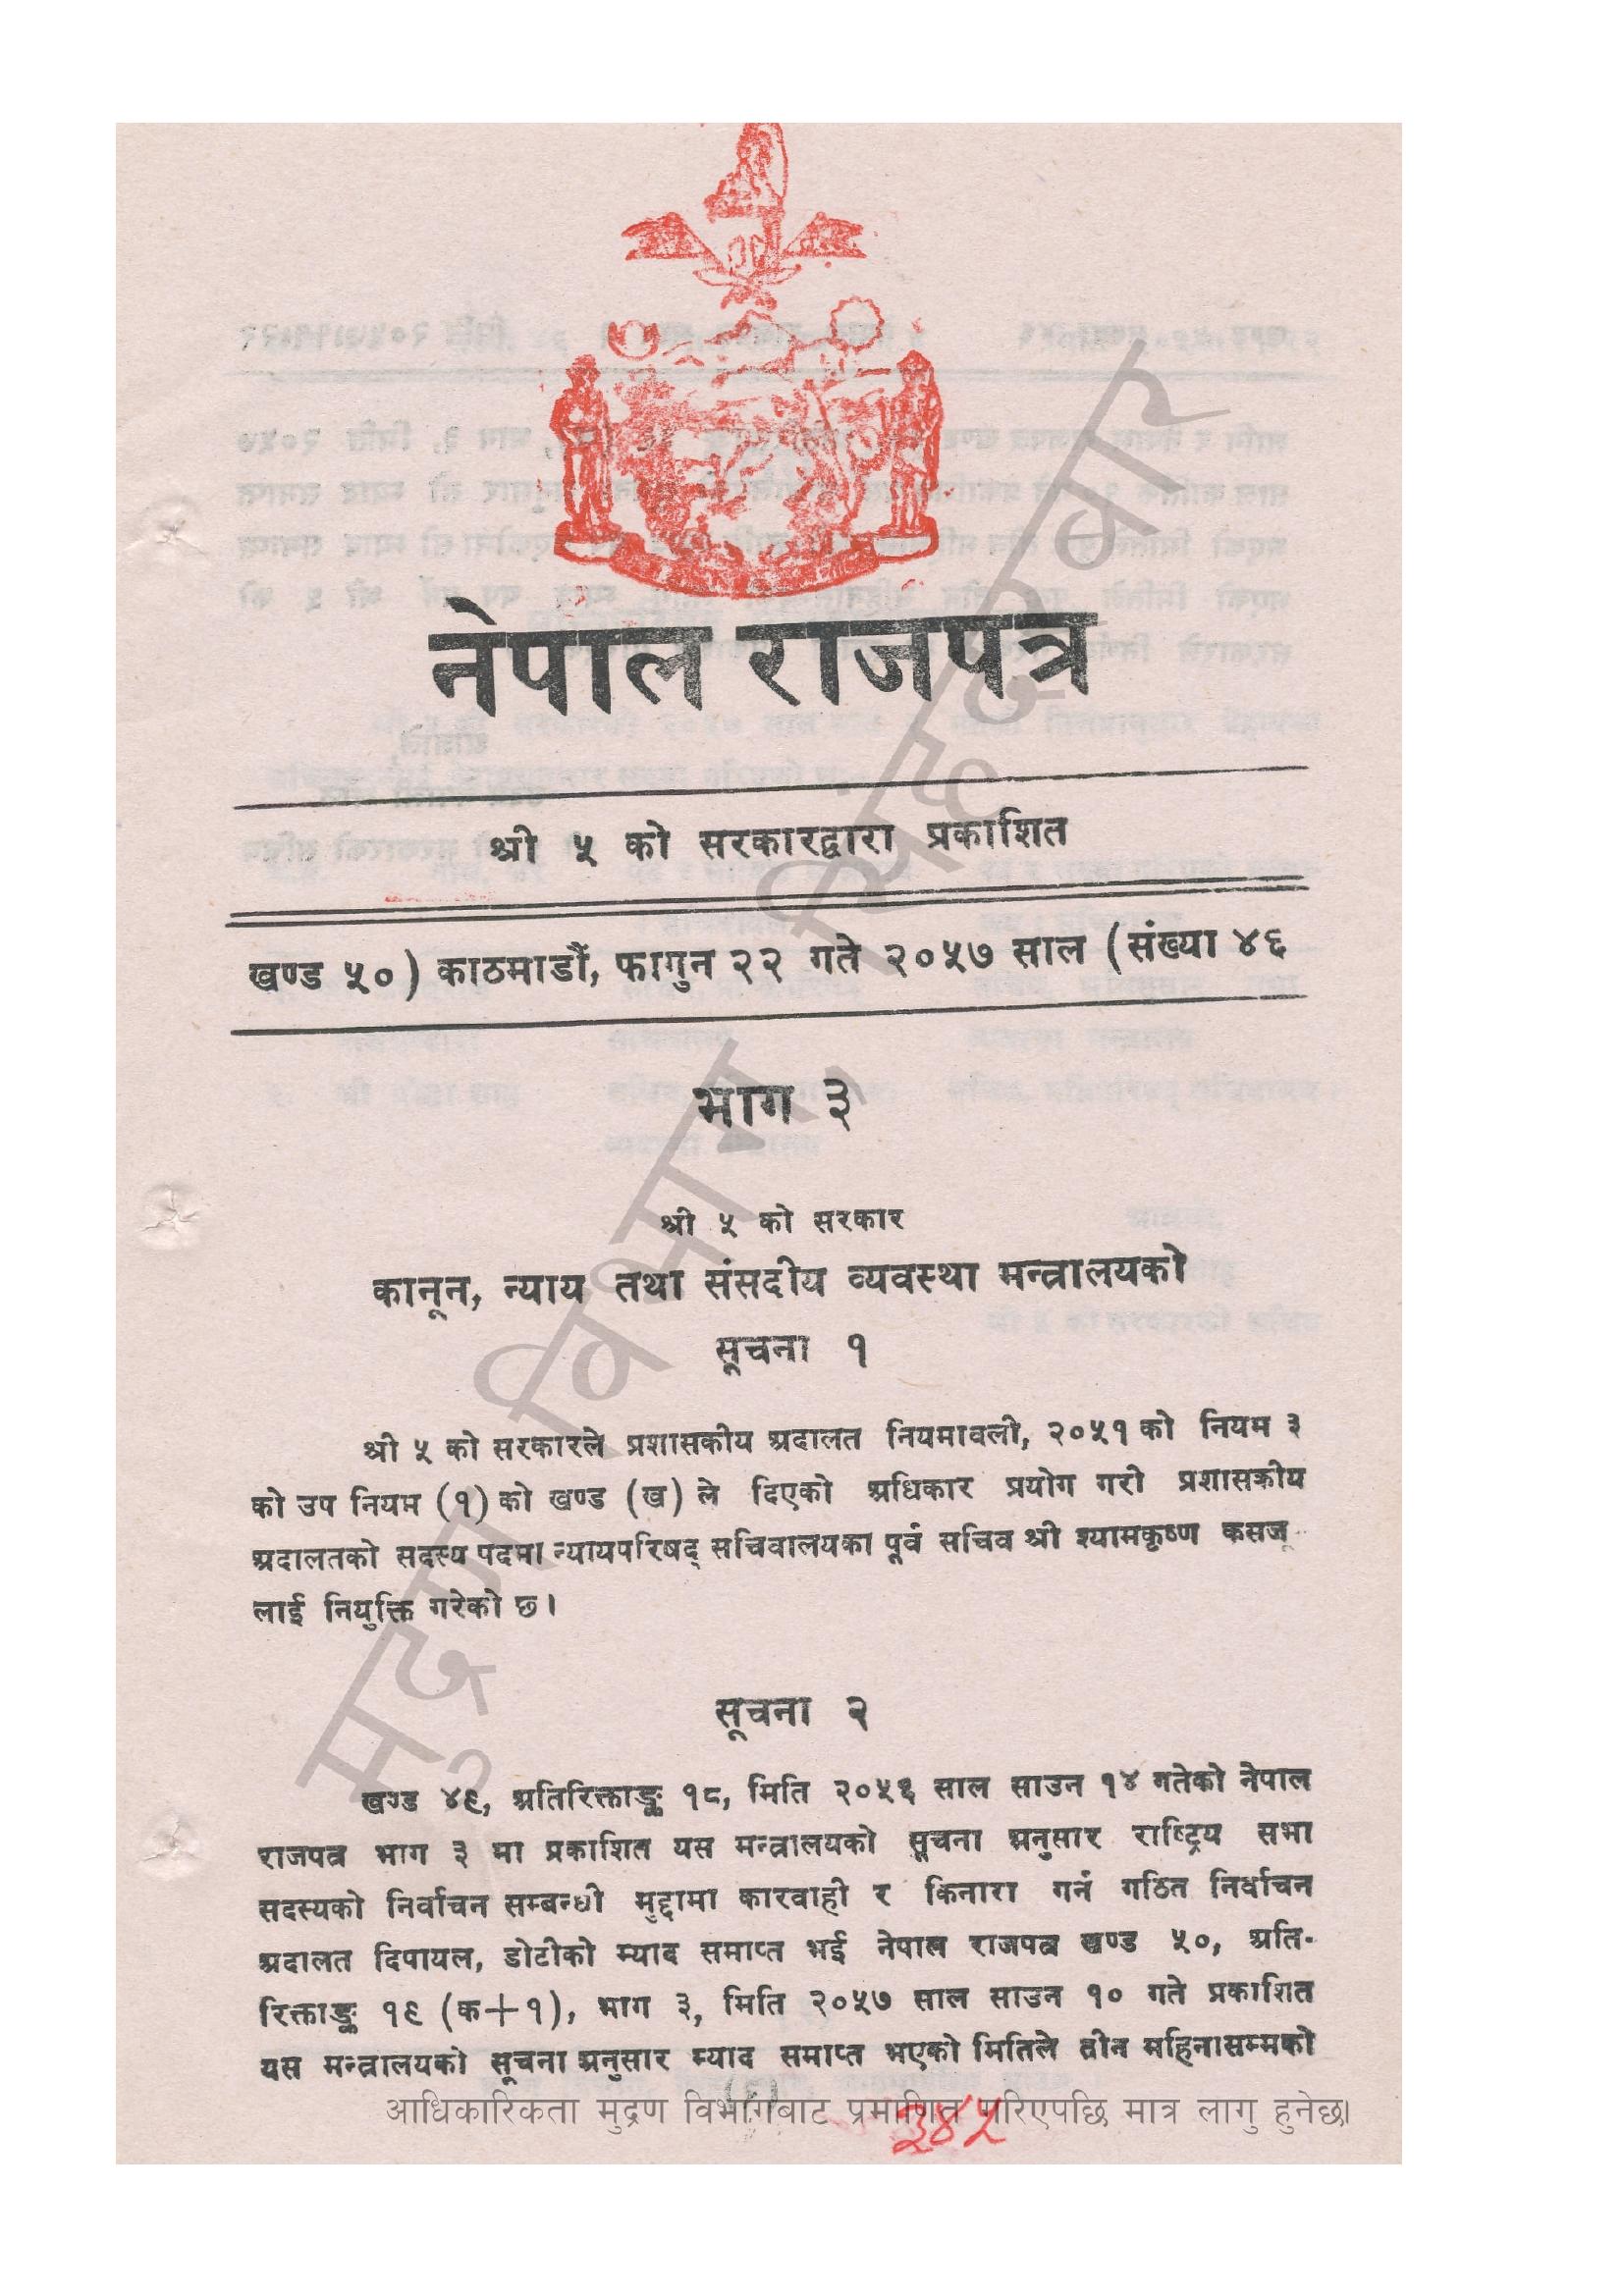 नेपाल राजपत्र
श्री ५ को सरकारद्वारा प्रकाशित
खण्ड ५०) काठमाडौं, फागुन २२ गते २०५७ साल (संख्या ४६
भाग ३
श्री ५ को सरकार
कानून, न्याय तथा संसदीय व्यवस्था मन्त्रालयको
सूचना १
श्री ५ को सरकारले प्रशासकीय अदालत नियमावली, २०५१ को नियम ३
को उप नियम (१) को खण्ड (ख) ले दिएको अधिकार प्रयोग गरी प्रशासकीय
अदालतको सदस्य पदमा न्यायपरिषद् सचिवालयका पूर्व सचिव श्री श्यामकृष्ण कसजू
लाई नियुक्ति गरेको छ।
सूचना २
खण्ड ४९, अतिरिक्ताङ्क १८, मिति २०५६ साल साउन १४ गतेको नेपाल
राजपत्र भाग ३ मा प्रकाशित यस मन्त्रालयको सूचना अनुसार राष्ट्रिय सभा
सदस्यको निर्वाचन सम्बन्धी मुद्दामा कारवाही र किनारा गर्न गठित निर्वाचन
अदालत दिपायल, डोटीको म्याद समाप्त भई नेपाल राजपत्र खण्ड ५०, अति-
रिक्ताङ्क १९ (क+१), भाग ३, मिति २०५७ साल साउन १० गते प्रकाशित
यस मन्त्रालयको सूचना अनुसार म्याद समाप्त भएको मितिले तीन महिनासम्मको
३४५
आधिकारिकता मुद्रण विभागबाट प्रमाणित गरिएपछि मात्र लागु हुनेछ।
मुद्रण विभाग,